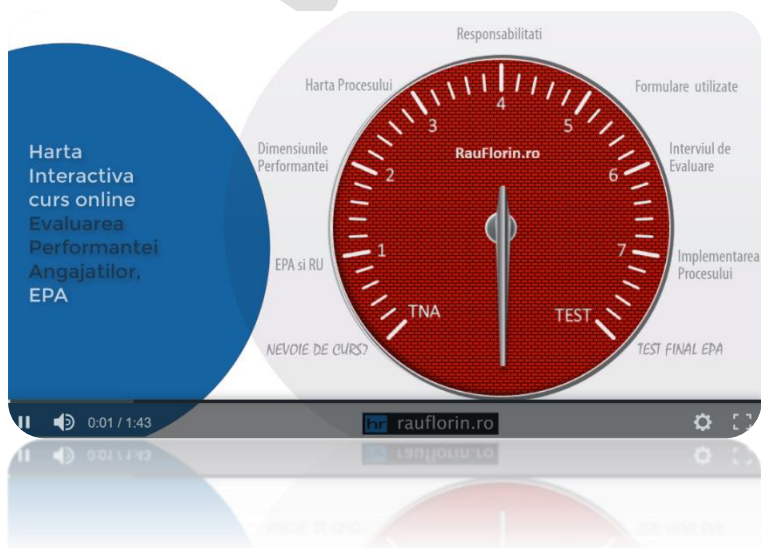 Harta
Interactiva
curs online
Evaluarea
Performantei
Angajatilor,
EPA
Responsabilitati
Harta Procesului
Formulare utilizate
Dimensiunile
Performantei
Interviul de
Evaluare
EPA si RU
Implementarea
Procesului
NEVOIE DE CURS?
TEST FINAL EPA
4
3
5
RauFlorin.ro
2
6
1
7
TNA
TEST
0:01 / 1:43
hr rauflorin.ro